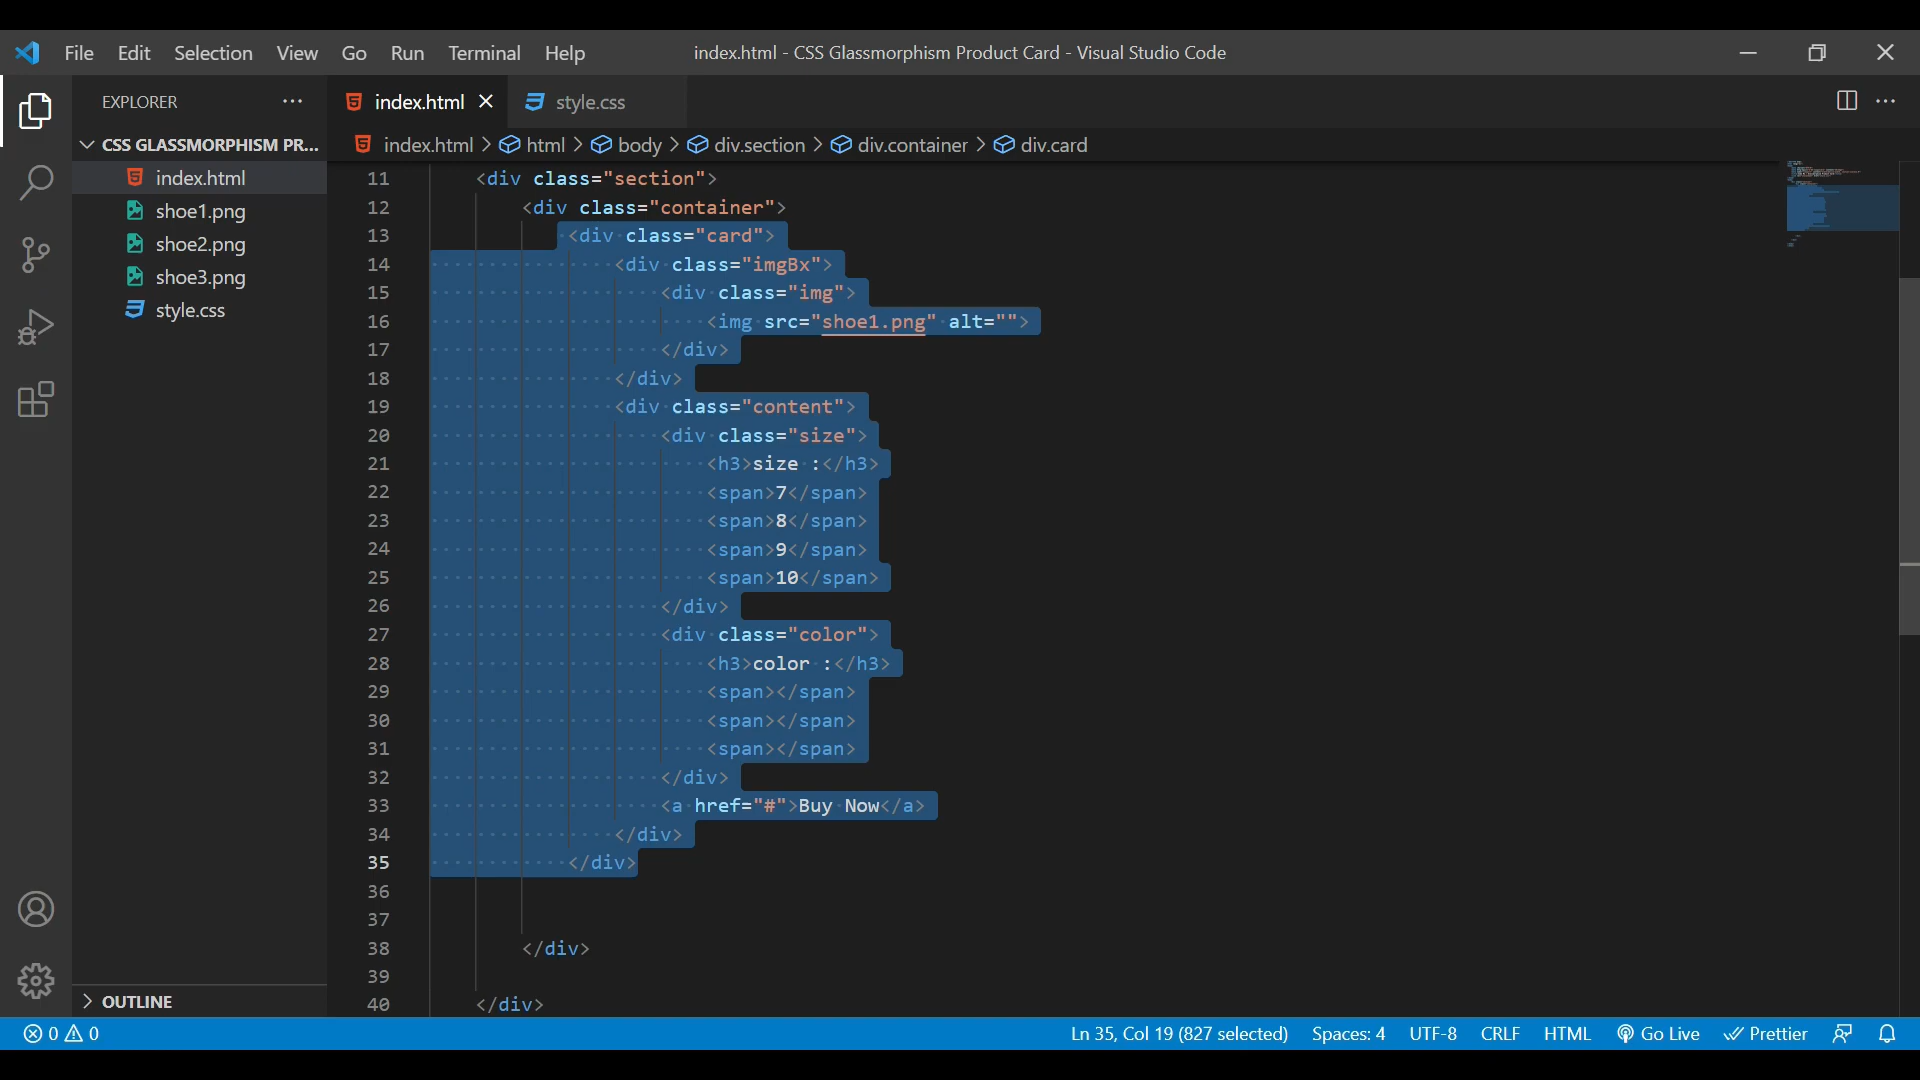 File Edit Selection View Go Run Terminal Help index.html - CSS Glassmorphism Product Card - Visual Studio Code
EXPLORER
CSS GLASSMORPHISM PR...
index.html
shoe1.png
shoe2.png
shoe3.png
style.css
OUTLINE
index.html style.css
index.html > html > body > div.section > div.container > div.card
11 <div class="section">
12 <div class="container">
13 <div class="card">
14 <div class="imgBx">
15 <div class="img">
16 <img src="shoe1.png" alt="">
17 </div>
18 </div>
19 <div class="content">
20 <div class="size">
21 <h3>size :</h3>
22 <span>7</span>
23 <span>8</span>
24 <span>9</span>
25 <span>10</span>
26 </div>
27 <div class="color">
28 <h3>color :</h3>
29 <span></span>
30 <span></span>
31 <span></span>
32 </div>
33 <a href="#">Buy Now</a>
34 </div>
35 </div>
36
37
38 </div>
39
40 </div>
0 0 Ln 35, Col 19 (827 selected) Spaces: 4 UTF-8 CRLF HTML Go Live Prettier